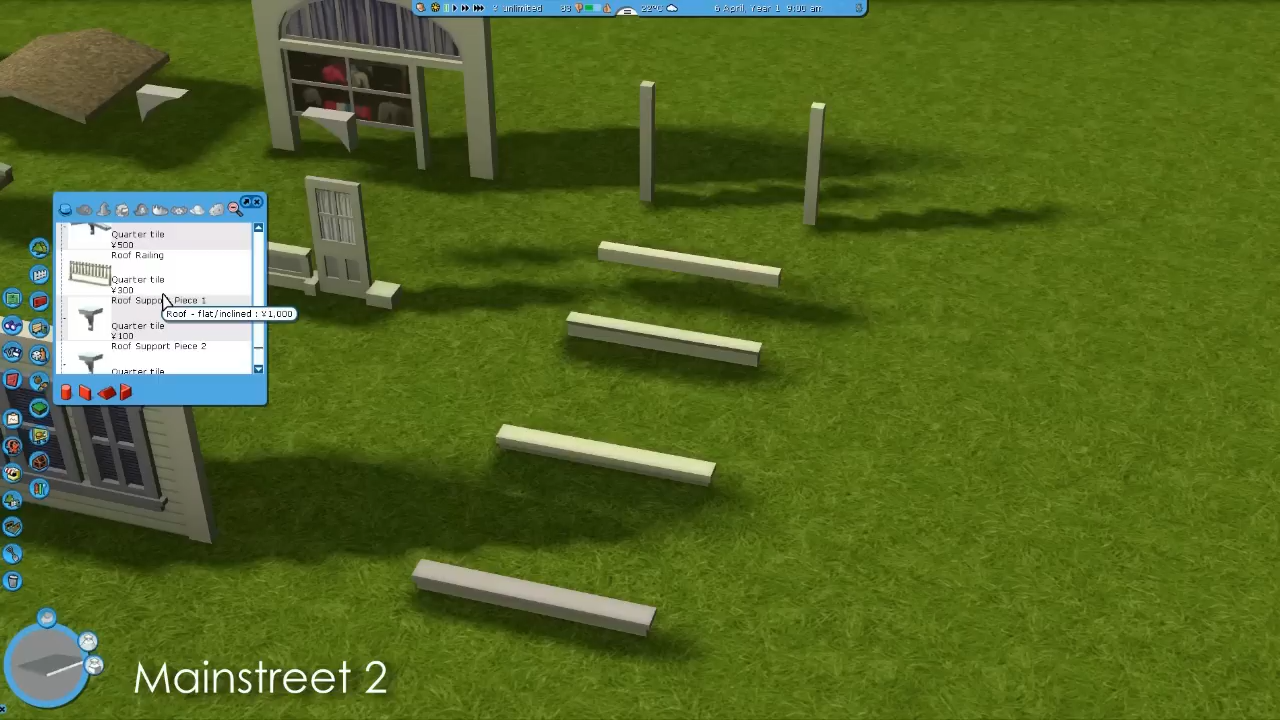 unlimited
22°C
6 April, Year 1 9:00 am
Quarter tile
¥500
Roof Railing
Quarter tile
¥300
Roof Support Piece 1
Roof - flat/inclined : ¥1,000
Quarter tile
¥100
Roof Support Piece 2
Quarter tile
Mainstreet 2